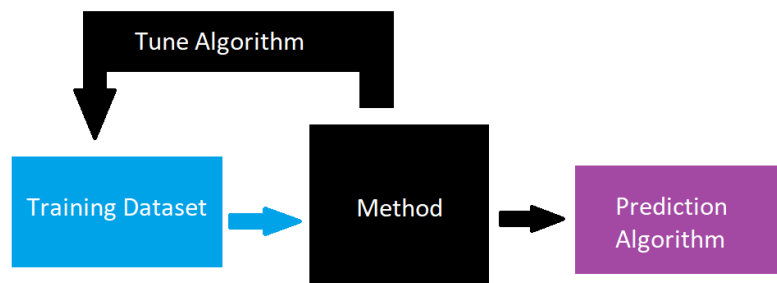 Tune Algorithm
Training Dataset
Method
Prediction
Algorithm